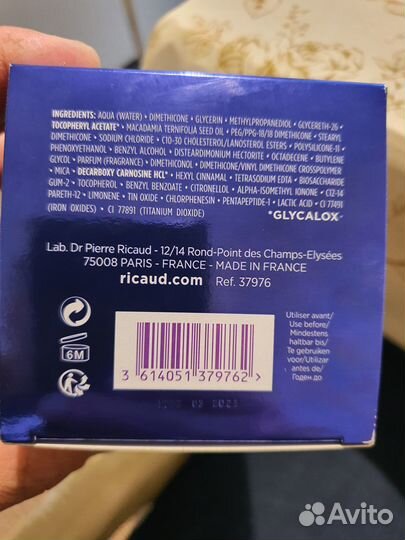 INGREDIENTS: AQUA (WATER) • DIMETHICONE • GLYCERIN • METHYLPROPANEDIOL • GLYCERETH-26 •
TOCOPHERYL ACETATE* • MACADAMIA TERNIFOLIA SEED OIL • PEG/PPG-18/18 DIMETHICONE • STEARYL
DIMETHICONE • SODIUM CHLORIDE • C10-30 CHOLESTEROL/LANOSTEROL ESTERS • POLYSILICONE-11 •
PHENOXYETHANOL • BENZYL ALCOHOL • DISTEARDIMONIUM HECTORITE • OCTADECENE • BUTYLENE
GLYCOL • PARFUM (FRAGRANCE) • DIMETHICONOL • DIMETHICONE/VINYL DIMETHICONE CROSSPOLYMER
• MICA • DECARBOXY CARNOSINE HCL* • HEXYL CINNAMAL • TETRASODIUM EDTA • BIOSACCHARIDE
GUM-2 • TOCOPHEROL • BENZYL BENZOATE • CITRONELLOL • ALPHA-ISOMETHYL IONONE • C12-14
PARETH-12 • LIMONENE • TIN OXIDE • CHLORPHENESIN • PENTAPEPTIDE-1 • LACTIC ACID • CI 77491
(IRON OXIDES) • CI 77891 (TITANIUM DIOXIDE)
*GLYCALOX
Lab. Dr Pierre Ricaud - 12/14 Rond-Point des Champs-Elysées
75008 PARIS - FRANCE - MADE IN FRANCE
ricaud.com Ref. 37976
Utiliser avant/
Use before/
Mindestens
haltbar bis/
Te gebruiken
voor/Usar
antes de/
Годен до
6M
3 614051 379762 >
03 2023
Avito